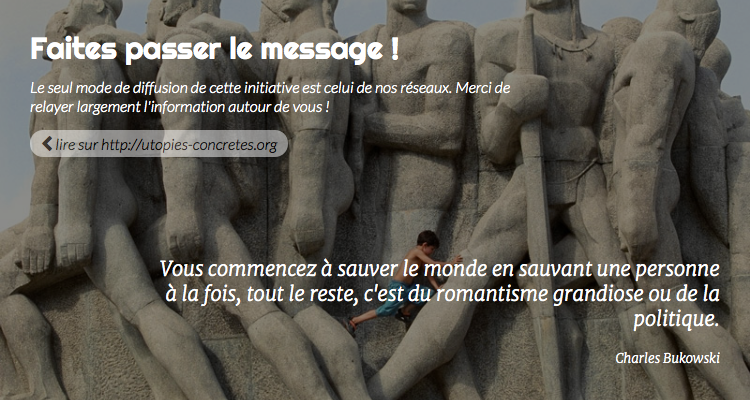 Faites passer le message !
Le seul mode de diffusion de cette initiative est celui de nos réseaux. Merci de
relayer largement l'information autour de vous !
lire sur http://utopies-concretes.org
Vous commencez à sauver le monde en sauvant une personne
à la fois, tout le reste, c'est du romantisme grandiose ou de la
politique.
Charles Bukowski